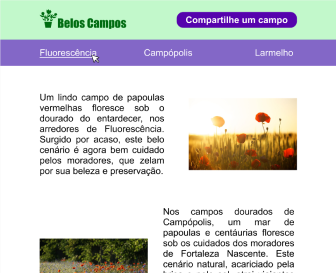 Belos Campos
Compartilhe um campo
Fluorescência
Campópolis
Larmelho
Um lindo campo de papoulas
vermelhas floresce sob o
dourado do entardecer, nos
arredores de Fluorescência.
Surgido por acaso, este belo
cenário é agora bem cuidado
pelos moradores, que zelam
por sua beleza e preservação.
Nos campos dourados de
Campópolis, um mar de
papoulas e centáurias floresce
sob os cuidados dos moradores
de Fortaleza Nascente. Este
cenário natural, acariciado pela